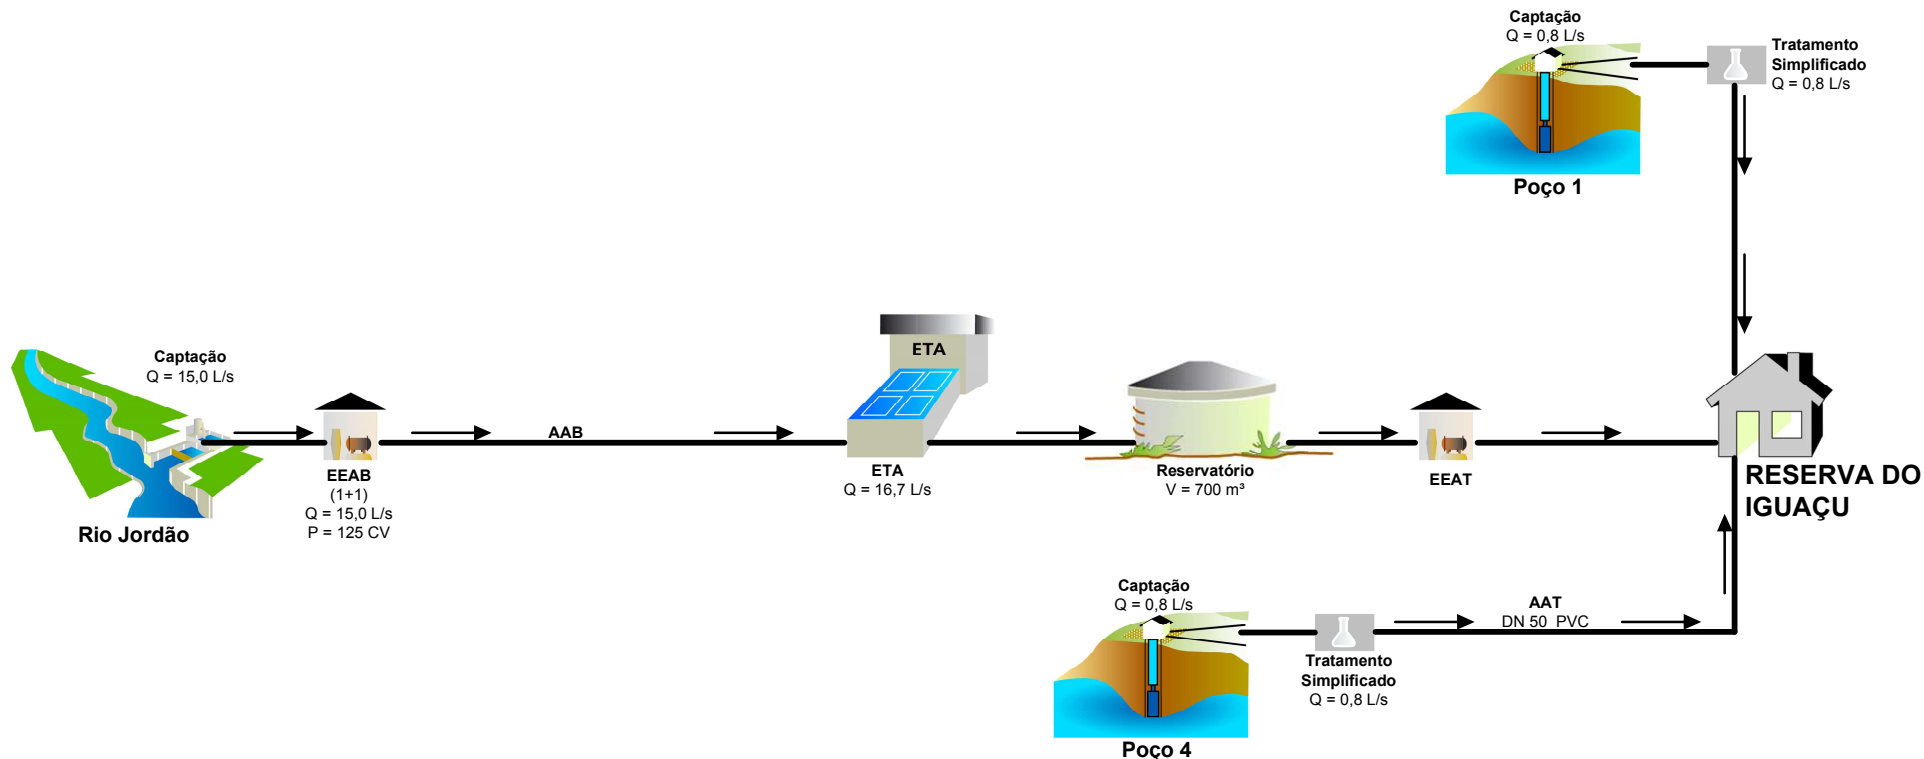 Captação
Q = 0,8 L/s
Tratamento
Simplificado
Q = 0,8 L/s
Poço 1
Captação
Q = 15,0 L/s
Rio Jordão
EEAB
(1+1)
Q = 15,0 L/s
P = 125 CV
AAB
ETA
ETA
Q = 16,7 L/s
Reservatório
V = 700 m³
EEAT
RESERVA DO
IGUAÇU
Captação
Q = 0,8 L/s
Poço 4
Tratamento
Simplificado
Q = 0,8 L/s
AAT
DN 50 PVC